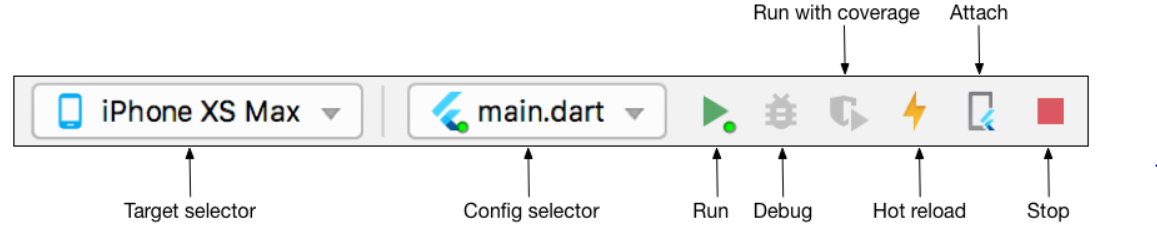 Run with coverage Attach
iPhone XS Max main.dart
Target selector Config selector Run Debug Hot reload Stop